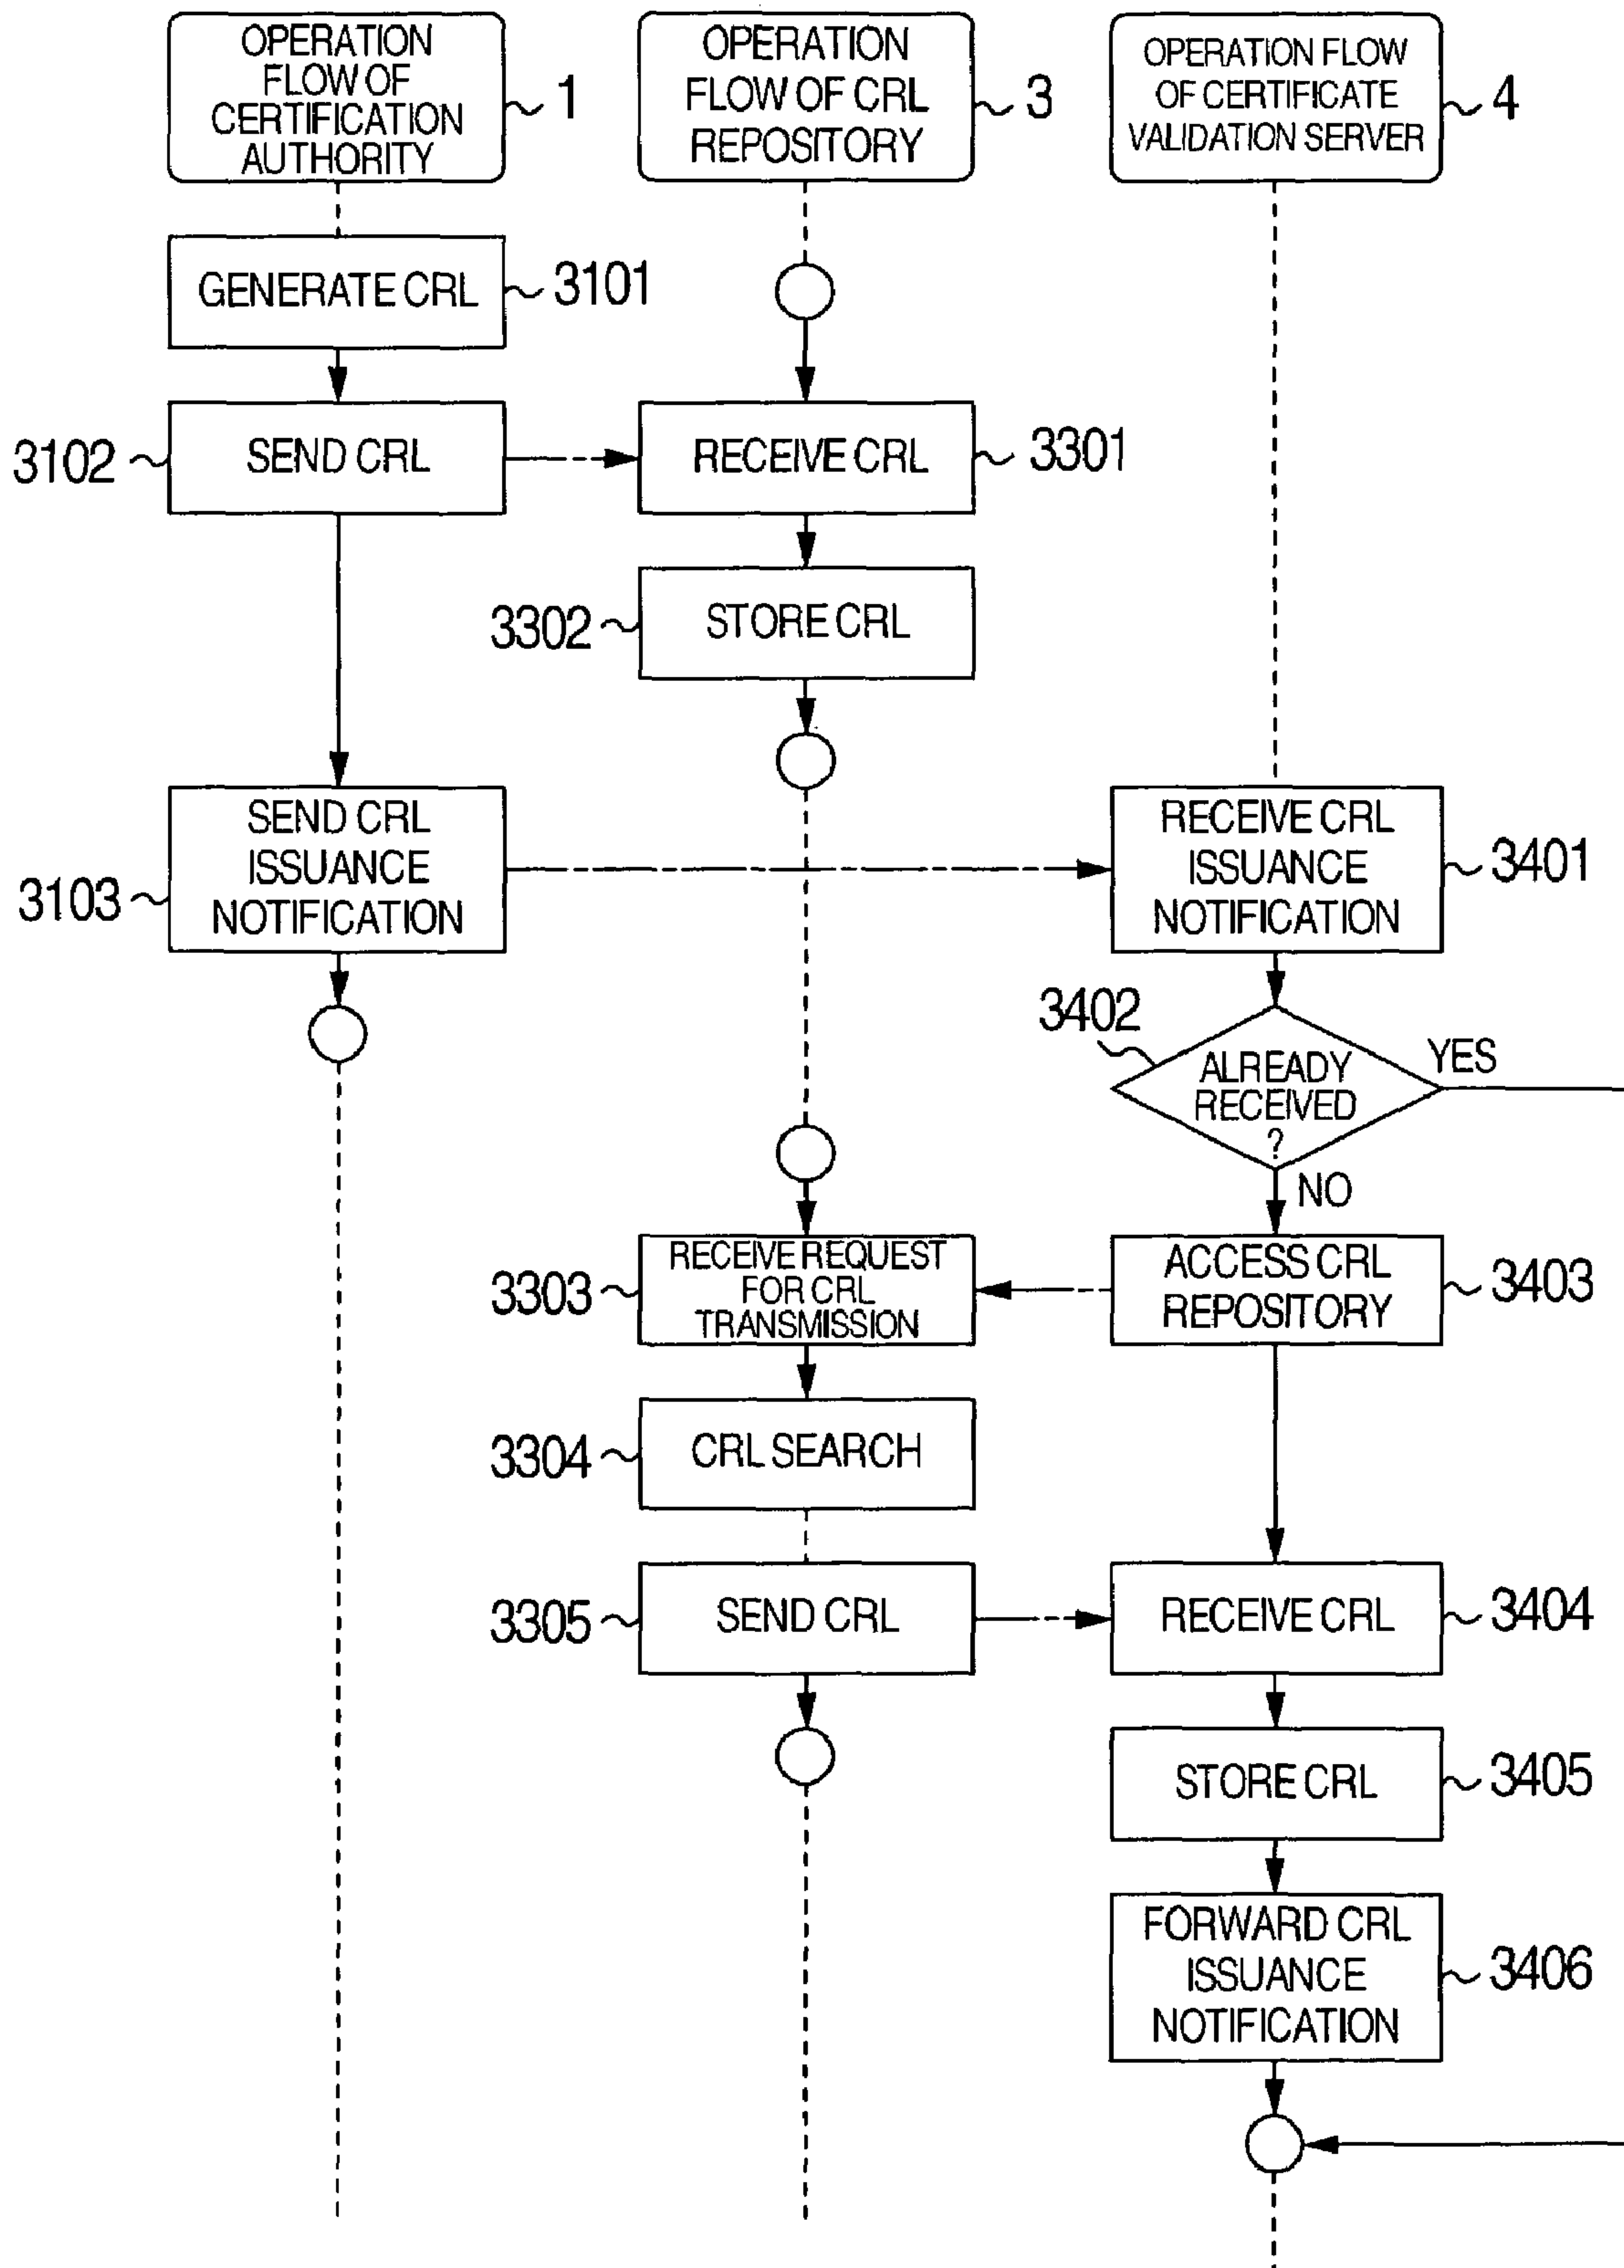 OPERATION
FLOW OF
CERTIFICATION
AUTHORITY
1
OPERATION
FLOW OF CRL
REPOSITORY
3
OPERATION FLOW
OF CERTIFICATE
VALIDATION SERVER
4
GENERATE CRL
3101
3102
SEND CRL
RECEIVE CRL
3301
3302
STORE CRL
3103
SEND CRL
ISSUANCE
NOTIFICATION
RECEIVE CRL
ISSUANCE
NOTIFICATION
3401
3402
ALREADY
RECEIVED
?
YES
NO
3303
RECEIVE REQUEST
FOR CRL
TRANSMISSION
ACCESS CRL
REPOSITORY
3403
3304
CRL SEARCH
3305
SEND CRL
RECEIVE CRL
3404
STORE CRL
3405
FORWARD CRL
ISSUANCE
NOTIFICATION
3406